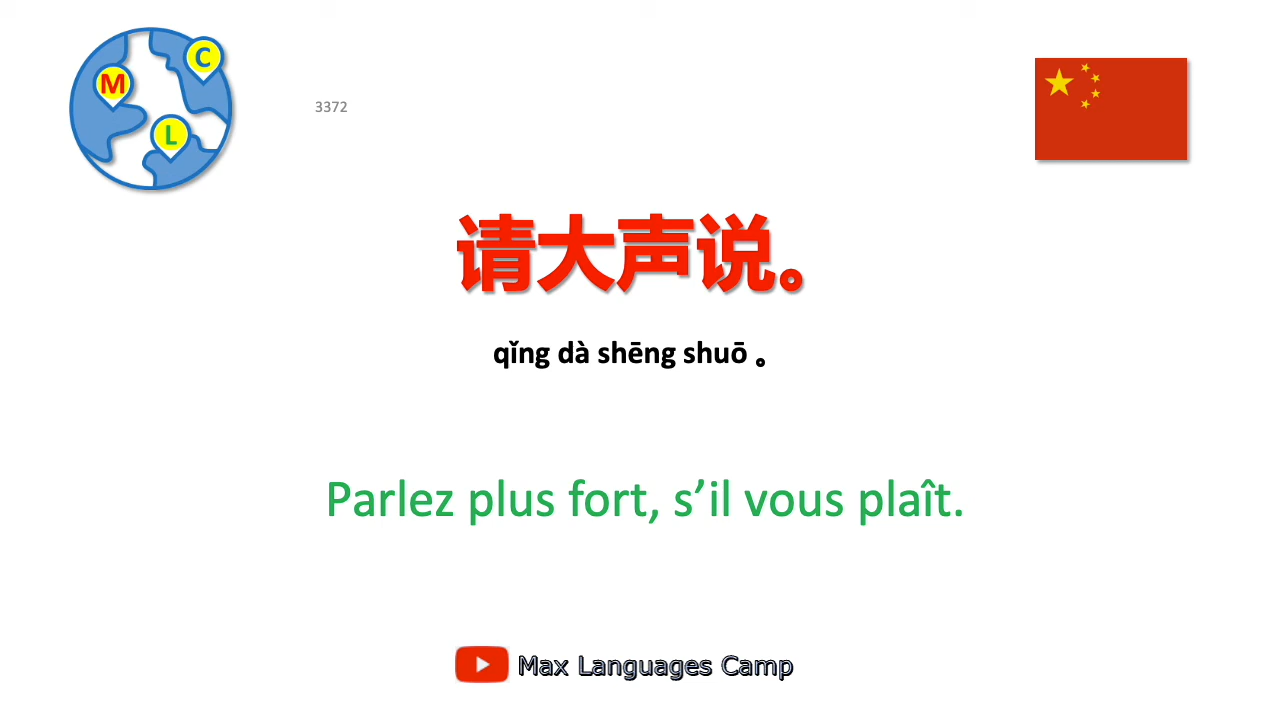 C
M
L
3372
请大声说。
qǐng dà shēng shuō 。
Parlez plus fort, s’il vous plaît.
Max Languages Camp